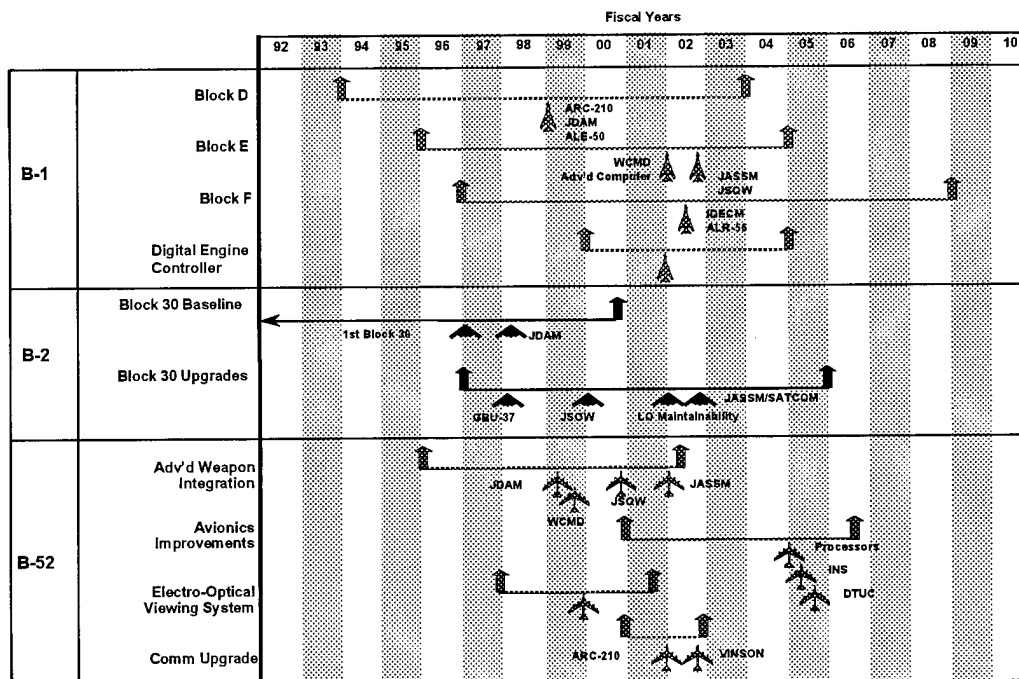 Fiscal Years
92 93 94 95 96 97 98 99 00 01 02 03 04 05 06 08 09 10
B-1
Block D
ARC-210
JDAM
ALE-50
Block E
WCMD
Adv'd Computer
JASSM
JSOW
Block F
IDECM
ALR-56
Digital Engine
Controller
B-2
Block 30 Baseline
1st Block 30
JDAM
Block 30 Upgrades
GBU-37
JSOW
LO Maintainability
JASSM/SATCOM
B-52
Adv'd Weapon
Integration
JDAM
WCMD
JSOW
JASSM
Avionics
Improvements
Processors
INS
DTUC
Electro-Optical
Viewing System
Comm Upgrade
ARC-210
VINSON